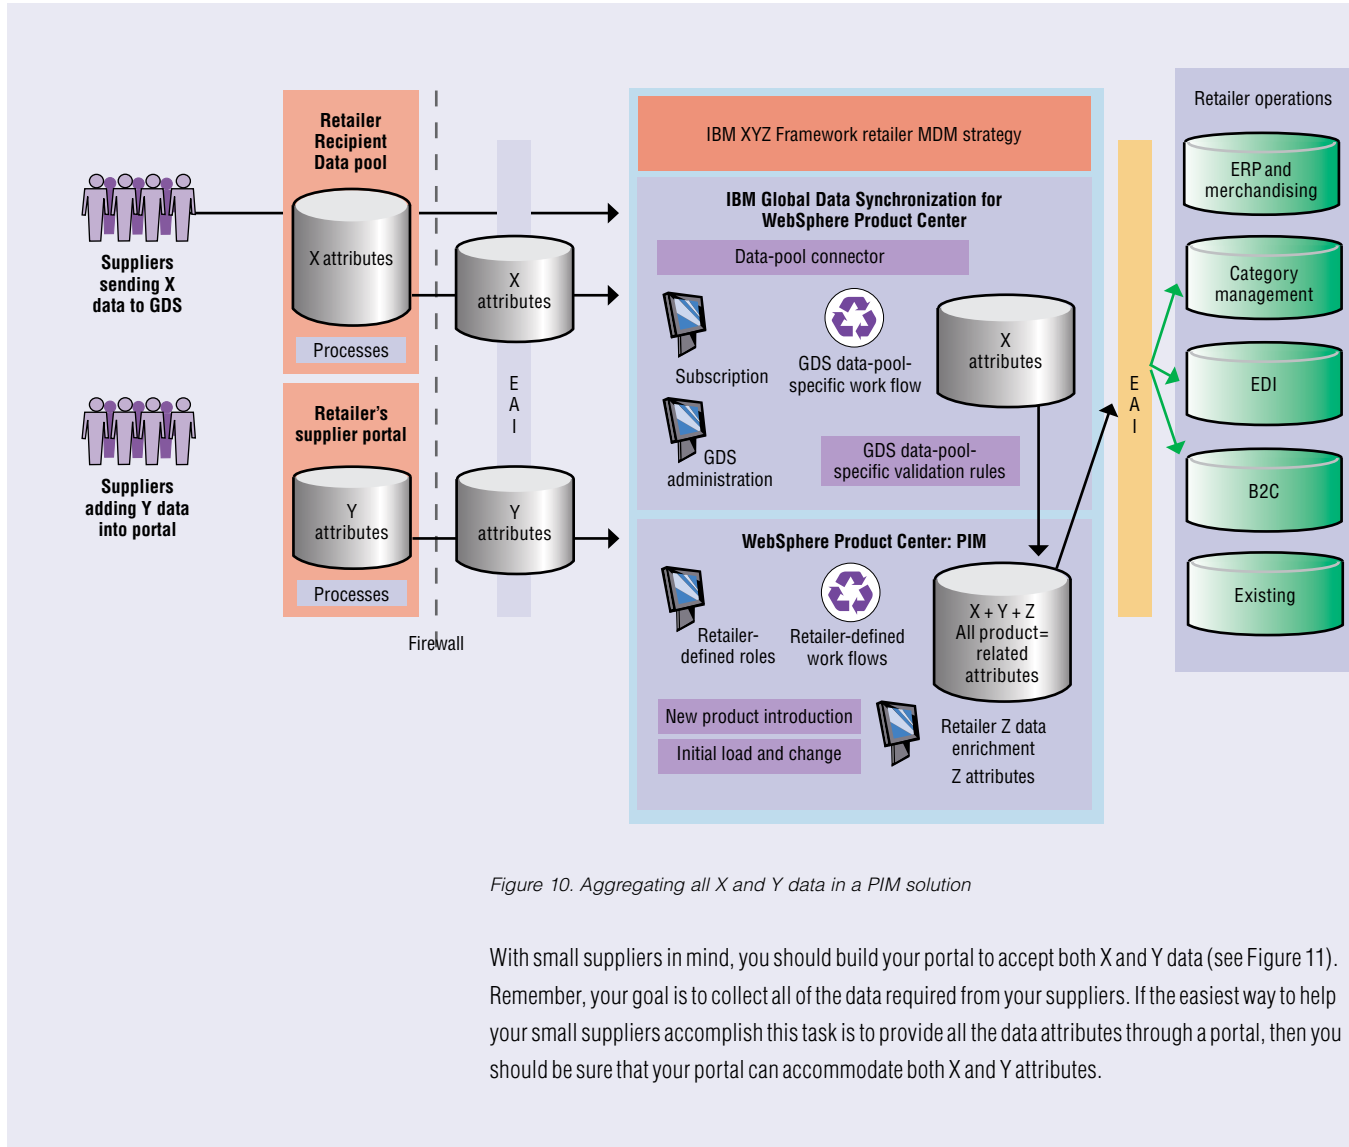 Retailer
Recipient
Data pool
X attributes
Processes
Suppliers
sending X
data to GDS
Retailer's
supplier portal
Y
attributes
Processes
Suppliers
adding Y data
into portal
Firewall
X
attributes
E
A
I
Y
attributes
IBM XYZ Framework retailer MDM strategy
IBM Global Data Synchronization for
WebSphere Product Center
Data-pool connector
Subscription
GDS data-pool-
specific work flow
X
attributes
GDS
administration
GDS data-pool-
specific validation rules
WebSphere Product Center: PIM
Retailer-
defined roles
Retailer-defined
work flows
X + Y + Z
All product=
related
attributes
New product introduction
Initial load and change
Retailer Z data
enrichment
Z attributes
E
A
I
Retailer operations
ERP and
merchandising
Category
management
EDI
B2C
Existing
Figure 10. Aggregating all X and Y data in a PIM solution
With small suppliers in mind, you should build your portal to accept both X and Y data (see Figure 11).
Remember, your goal is to collect all of the data required from your suppliers. If the easiest way to help
your small suppliers accomplish this task is to provide all the data attributes through a portal, then you
should be sure that your portal can accommodate both X and Y attributes.